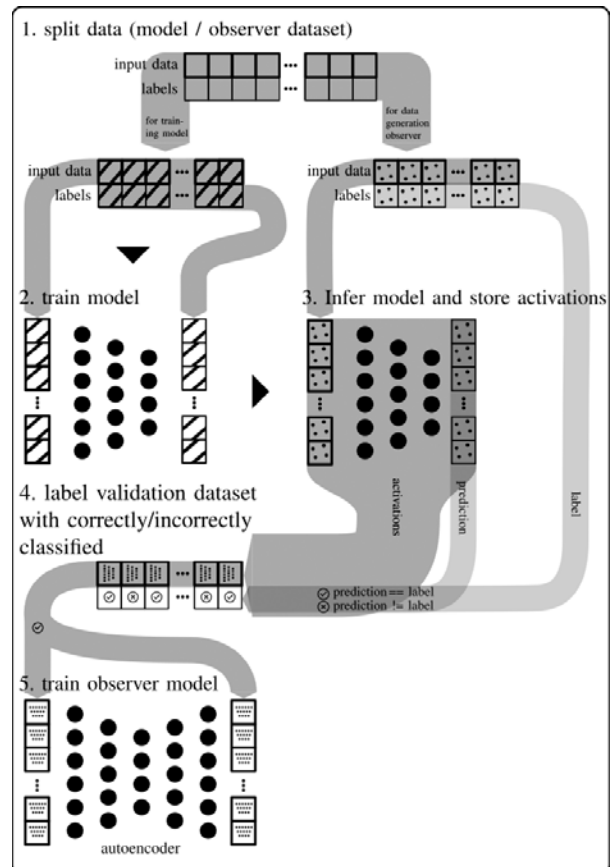 1. split data (model / observer dataset)
input data
labels
for train-
ing model
for data
generation
observer
input data
labels
input data
labels
2. train model
3. Infer model and store activations
4. label validation dataset
with correctly/incorrectly
classified
activations
prediction
label
prediction == label
prediction != label
5. train observer model
autoencoder